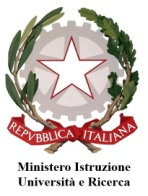 REPVBBLICA ITALIANA
Ministero Istruzione
Università e Ricerca